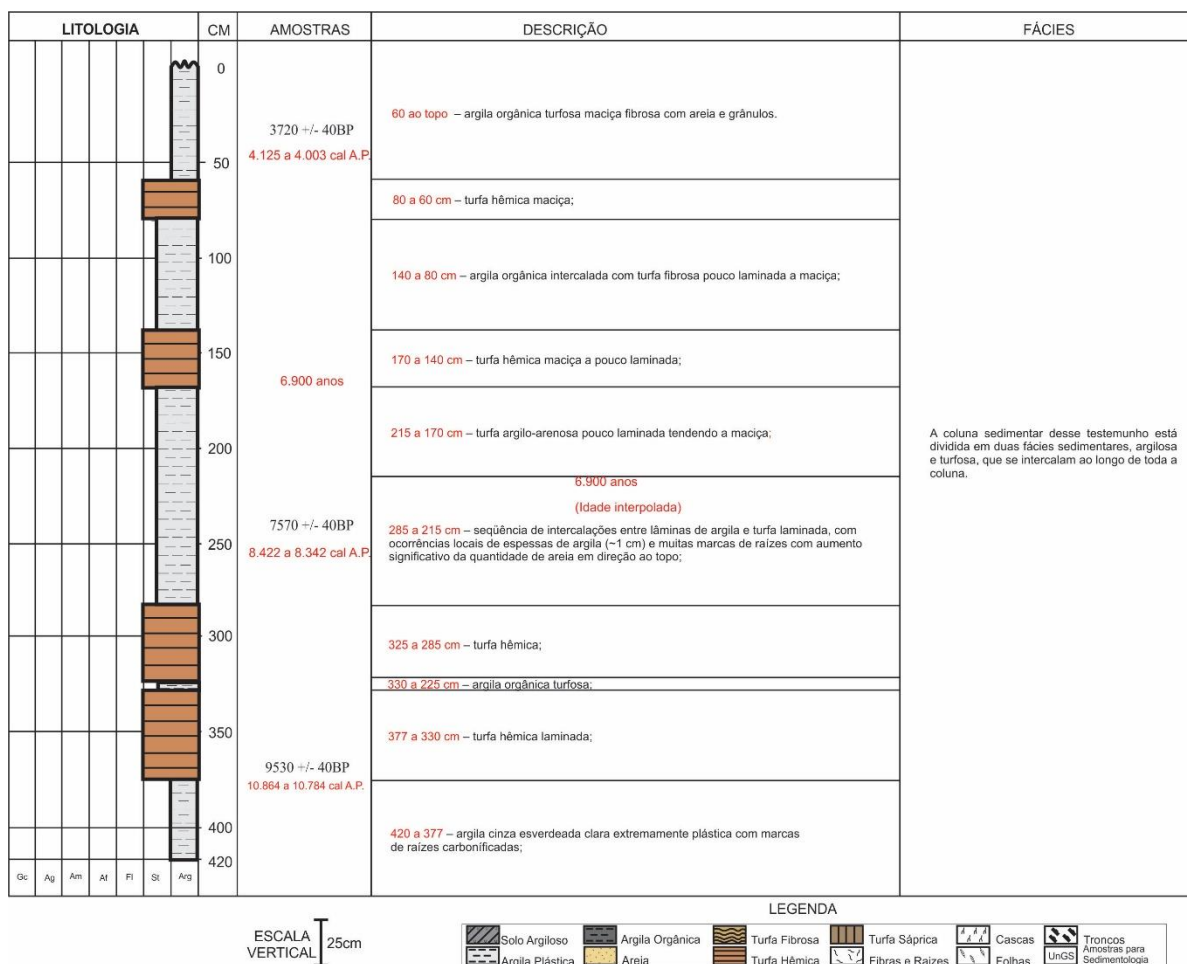 LITOLOGIA
CM
AMOSTRAS
DESCRIÇÃO
FÁCIES
0
50
100
150
200
250
300
350
400
420
3720 +/- 40BP
4.125 a 4.003 cal A.P.
6.900 anos
7570 +/- 40BP
8.422 a 8.342 cal A.P.
9530 +/- 40BP
10.864 a 10.784 cal A.P.
60 ao topo – argila orgânica turfosa maciça fibrosa com areia e grânulos.
80 a 60 cm – turfa hêmica maciça;
140 a 80 cm – argila orgânica intercalada com turfa fibrosa pouco laminada a maciça;
170 a 140 cm – turfa hêmica maciça a pouco laminada;
215 a 170 cm – turfa argilo-arenosa pouco laminada tendendo a maciça;
6.900 anos
(Idade interpolada)
285 a 215 cm – seqüência de intercalações entre lâminas de argila e turfa laminada, com
ocorrências locais de espessas de argila (~1 cm) e muitas marcas de raízes com aumento
significativo da quantidade de areia em direção ao topo;
325 a 285 cm – turfa hêmica;
330 a 225 cm – argila orgânica turfosa;
377 a 330 cm – turfa hêmica laminada;
420 a 377 – argila cinza esverdeada clara extremamente plástica com marcas
de raízes carbonificadas;
A coluna sedimentar desse testemunho está
dividida em duas fácies sedimentares, argilosa
e turfosa, que se intercalam ao longo de toda a
coluna.
Gc Ag Am Af Fl St Arg
LEGENDA
ESCALA
VERTICAL
25cm
Solo Argiloso
Argila Orgânica
Turfa Fibrosa
Turfa Sáprica
Cascas
Troncos
Argila Plástica
Areia
Turfa Hêmica
Fibras e Raizes
Folhas
UnGS
Amostras para
Sedimentologia